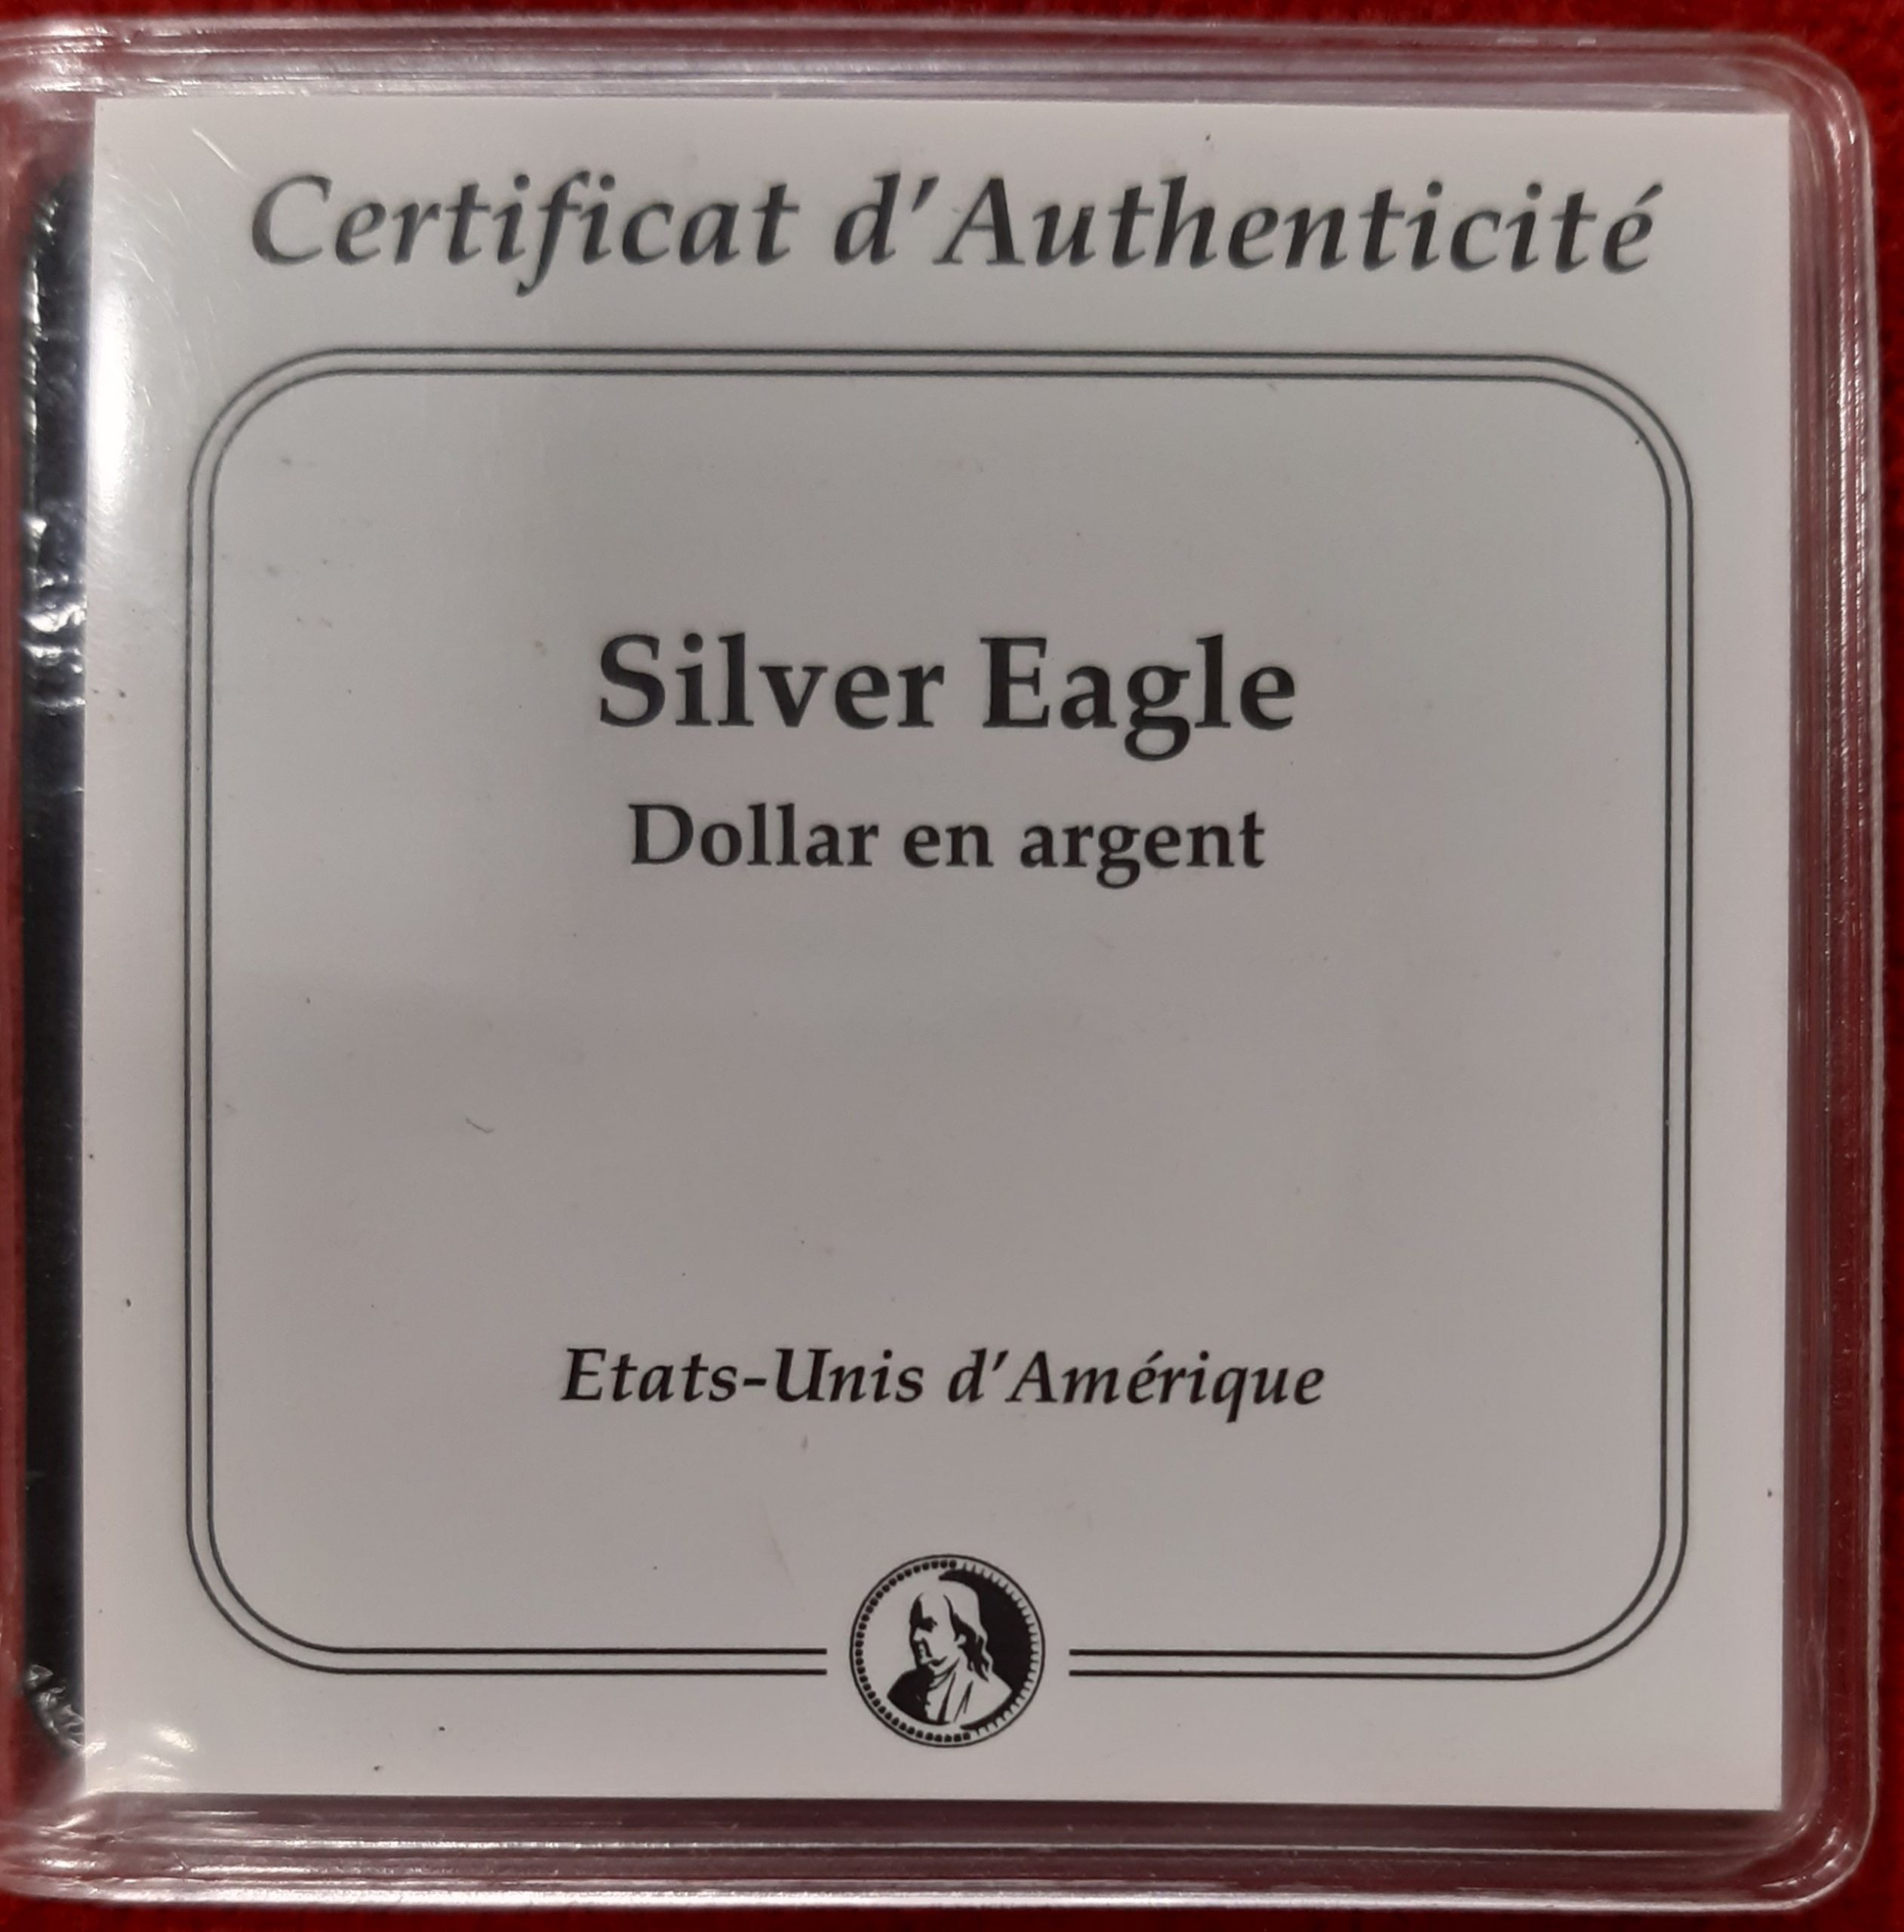 Certificat d'Authenticité
Silver Eagle
Dollar en argent
Etats-Unis d'Amérique